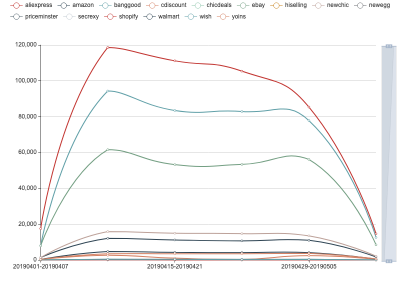 aliexpress amazon banggood cdiscount chicdeals ebay hiselling newchic newegg
priceminster secrexy shopify walmart wish yoins
120,000
100,000
80,000
60,000
40,000
20,000
0
20190401-20190407 20190415-20190421 20190429-20190505